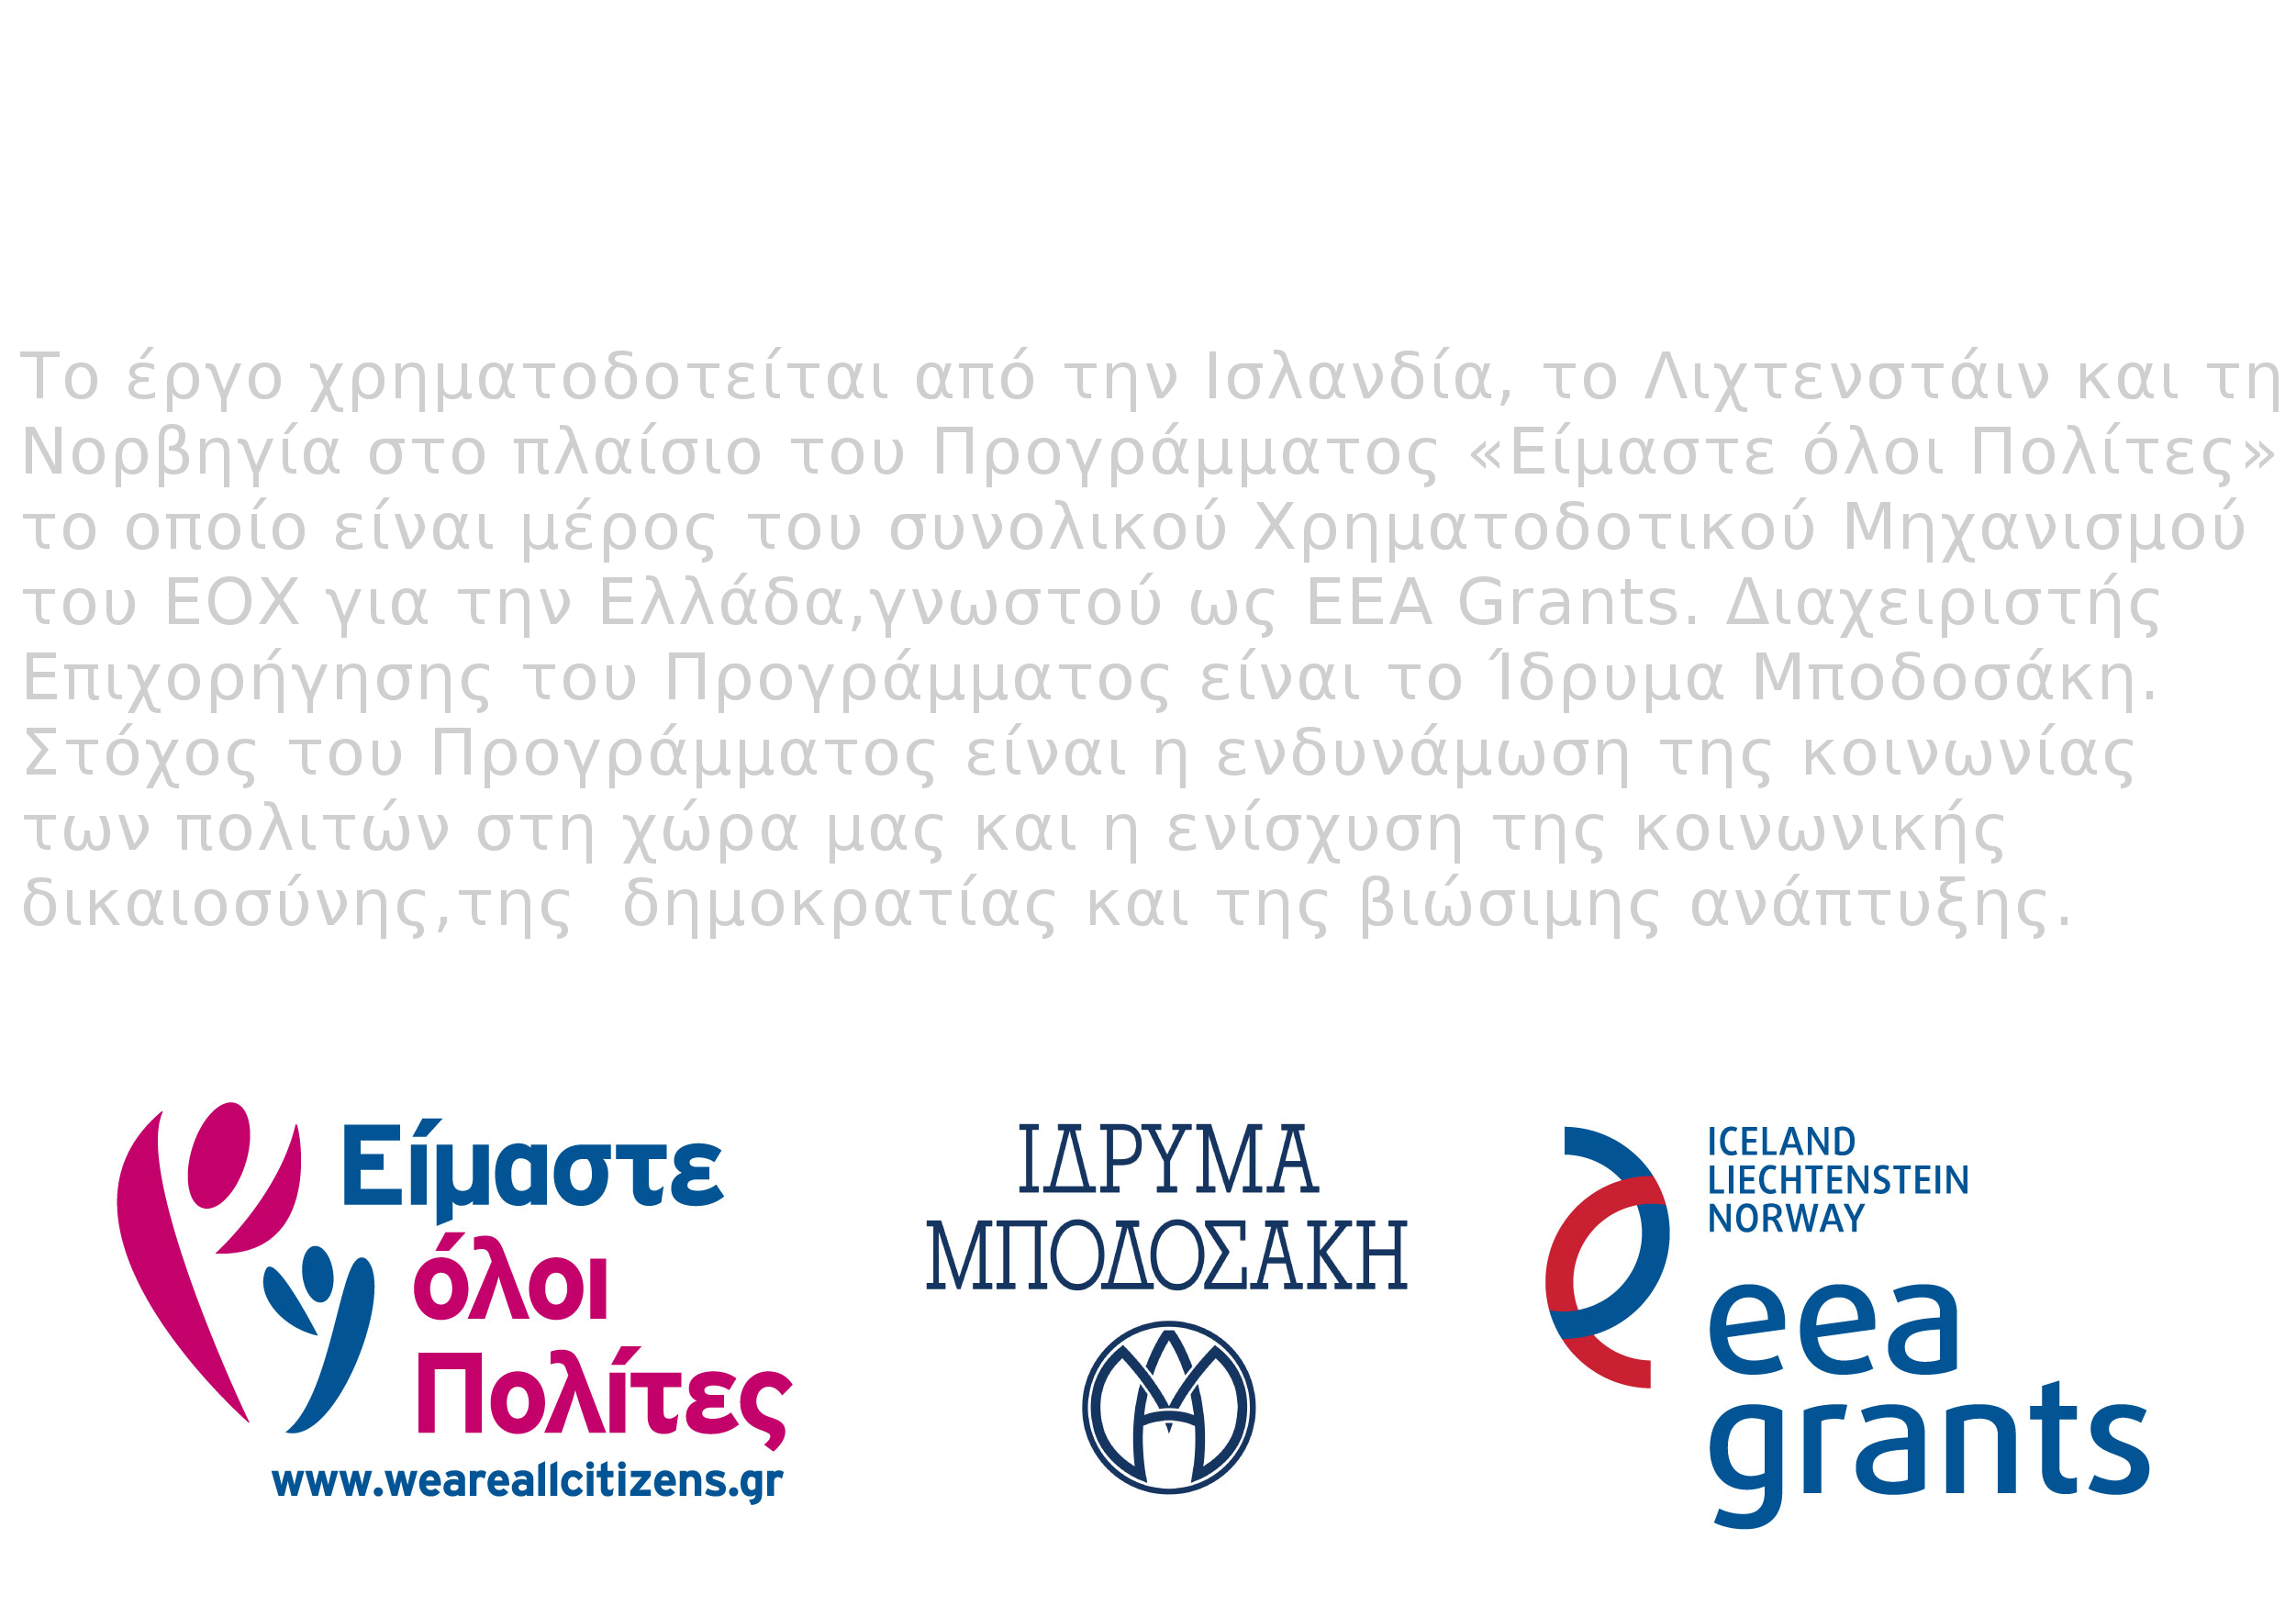 Το έργο χρηματοδοτείται από την Ισλανδία, το Λιχτενστάιν και τη
Νορβηγία στο πλαίσιο του Προγράμματος «Είμαστε όλοι Πολίτες»
το οποίο είναι μέρος του συνολικού Χρηματοδοτικού Μηχανισμού
του ΕΟΧ για την Ελλάδα,γνωστού ως EEA Grants. Διαχειριστής
Επιχορήγησης του Προγράμματος είναι το Ίδρυμα Μποδοσάκη.
Στόχος του Προγράμματος είναι η ενδυνάμωση της κοινωνίας
των πολιτών στη χώρα μας και η ενίσχυση της κοινωνικής
δικαιοσύνης,της  δημοκρατίας και της βιώσιμης ανάπτυξης.
Είμαστε
όλοι
Πολίτες
www.weareallcitizens.gr
ΙΔΡΥΜΑ
ΜΠΟΔΟΣΑΚΗ
ICELAND
LIECHTENSTEIN
NORWAY
eea
grants